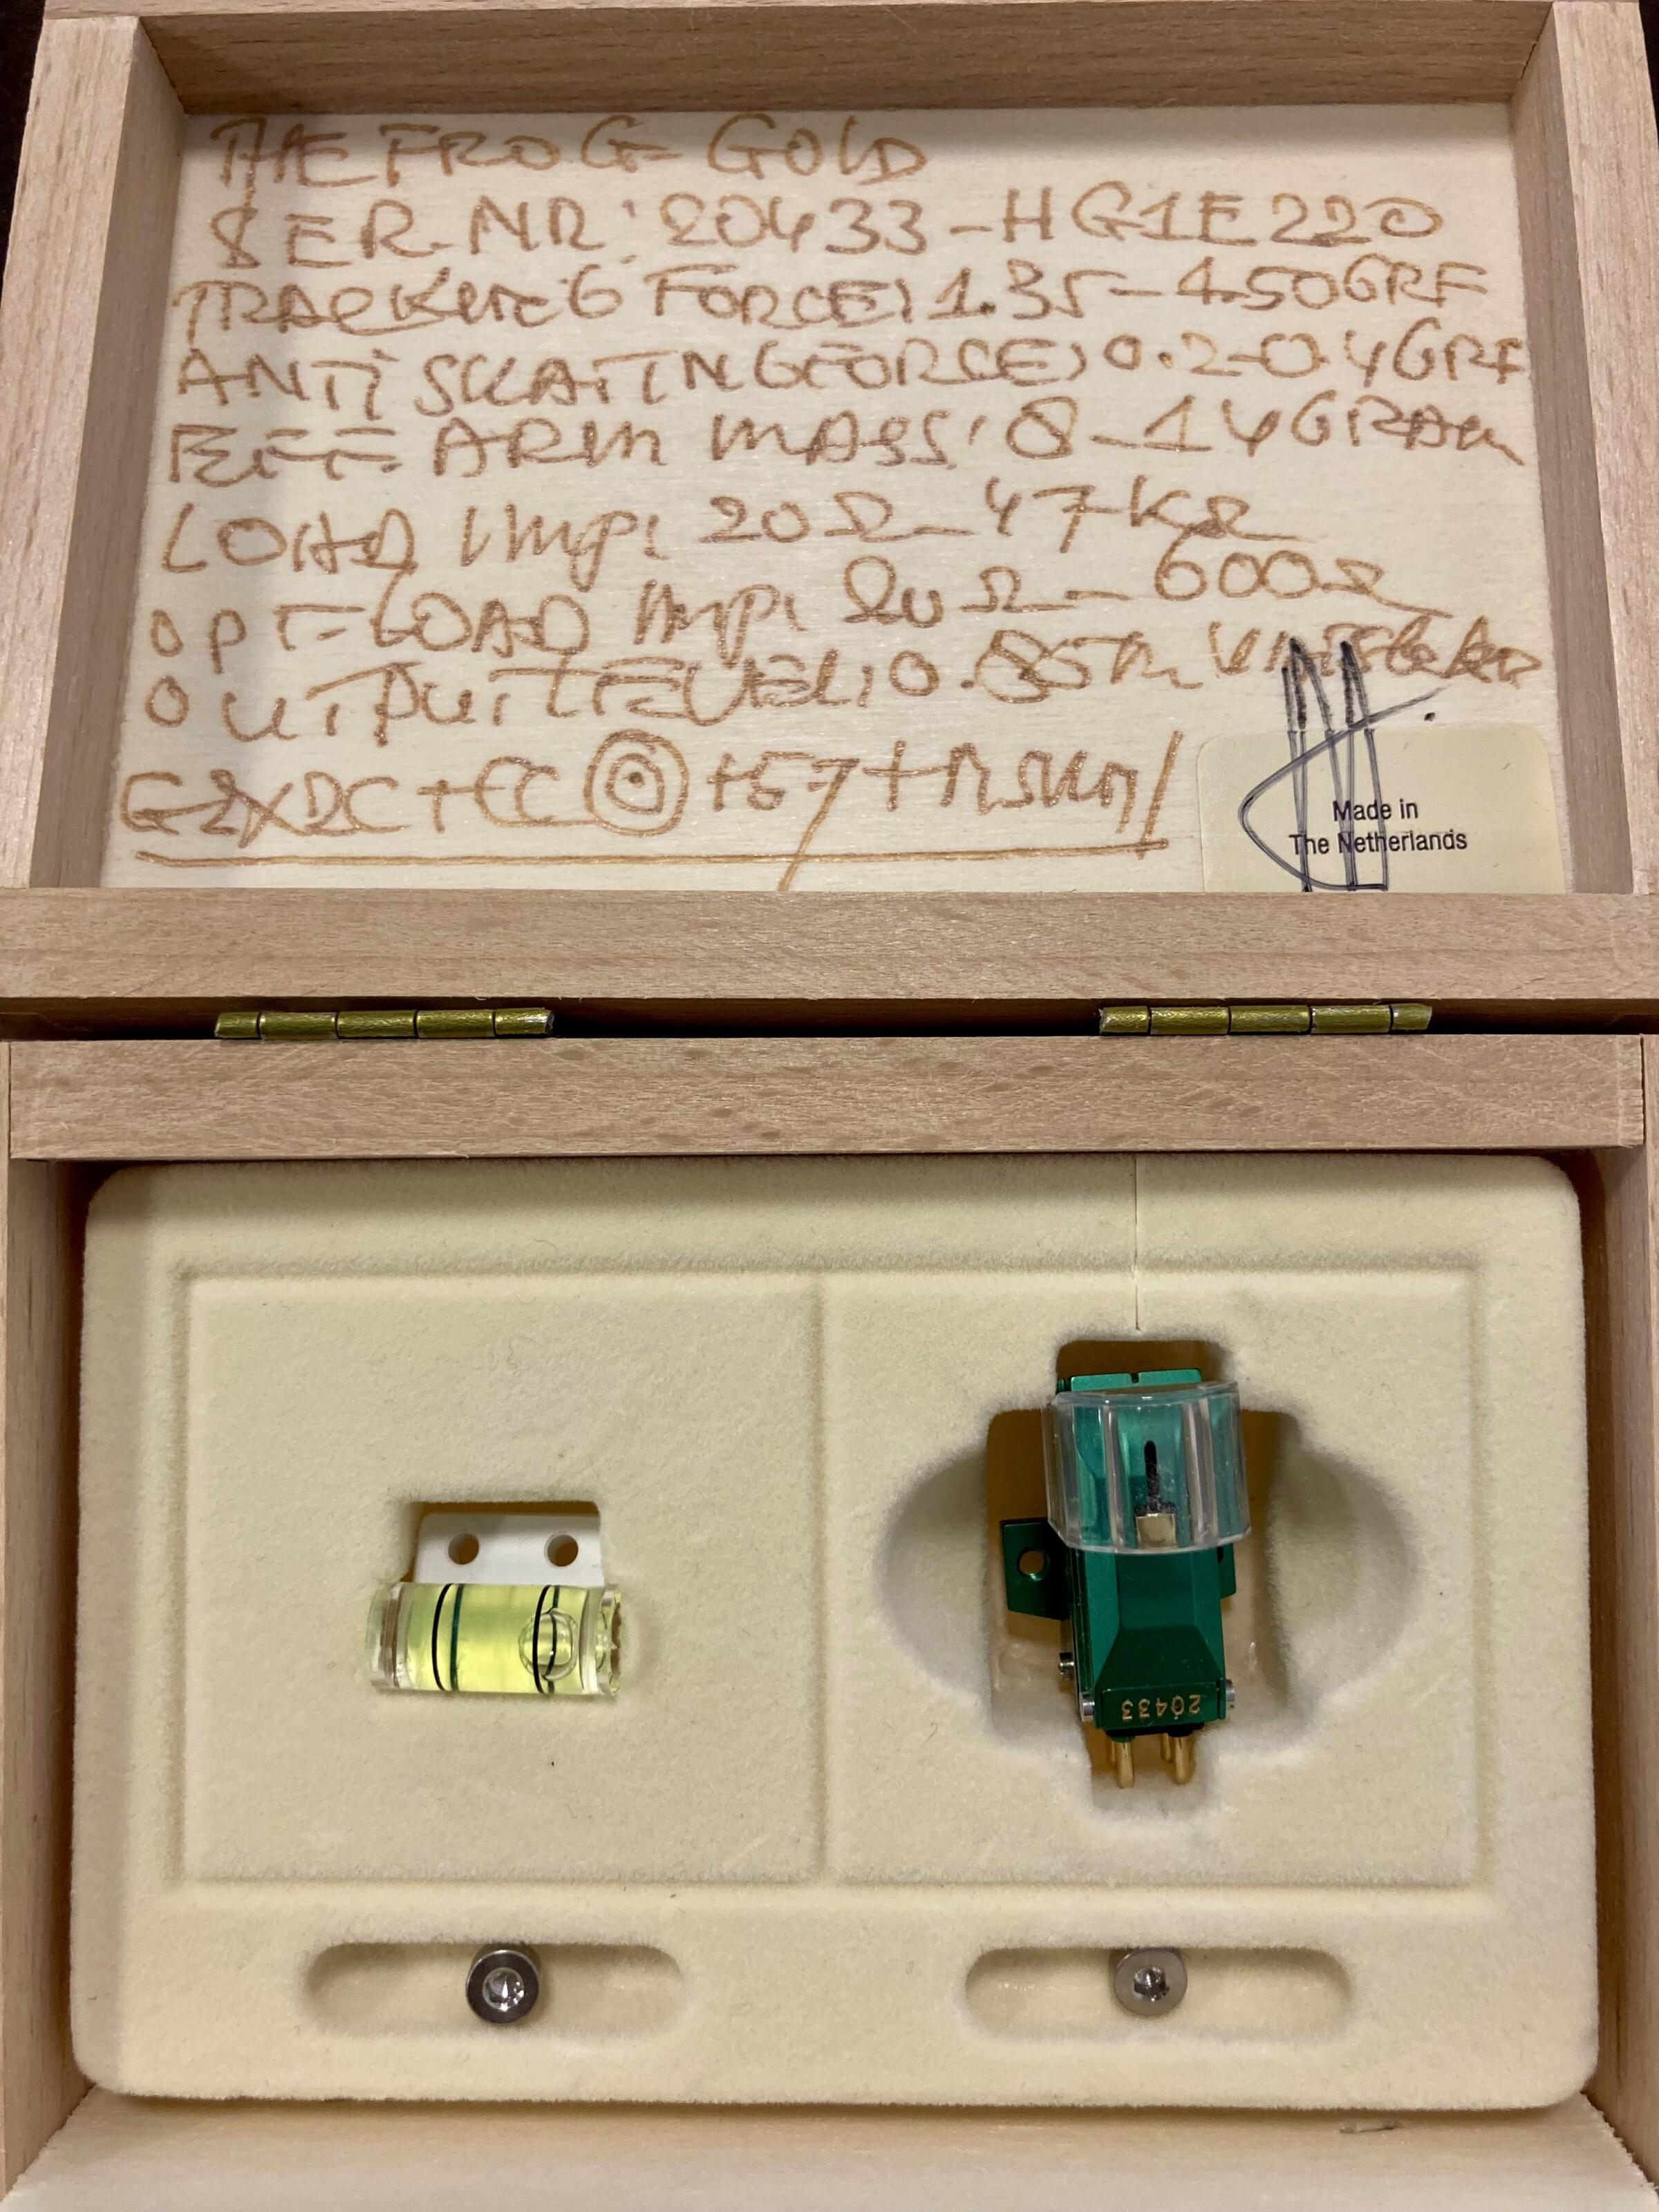 THE FROG GOLD
SER. NR: 20433-HG1E220
TRACKING FORCE: 1.35-1.50GRF
ANTI SKATING FORCE: 0.2-0.4GRF
EFF. ARM MASS: 8-14GRAM
LOAD IMP: 20Ω-47KΩ
OPT-LOAD IMP: 20Ω-600Ω
OUTPUT LEVEL: 0.85m
Made in
The Netherlands
20433